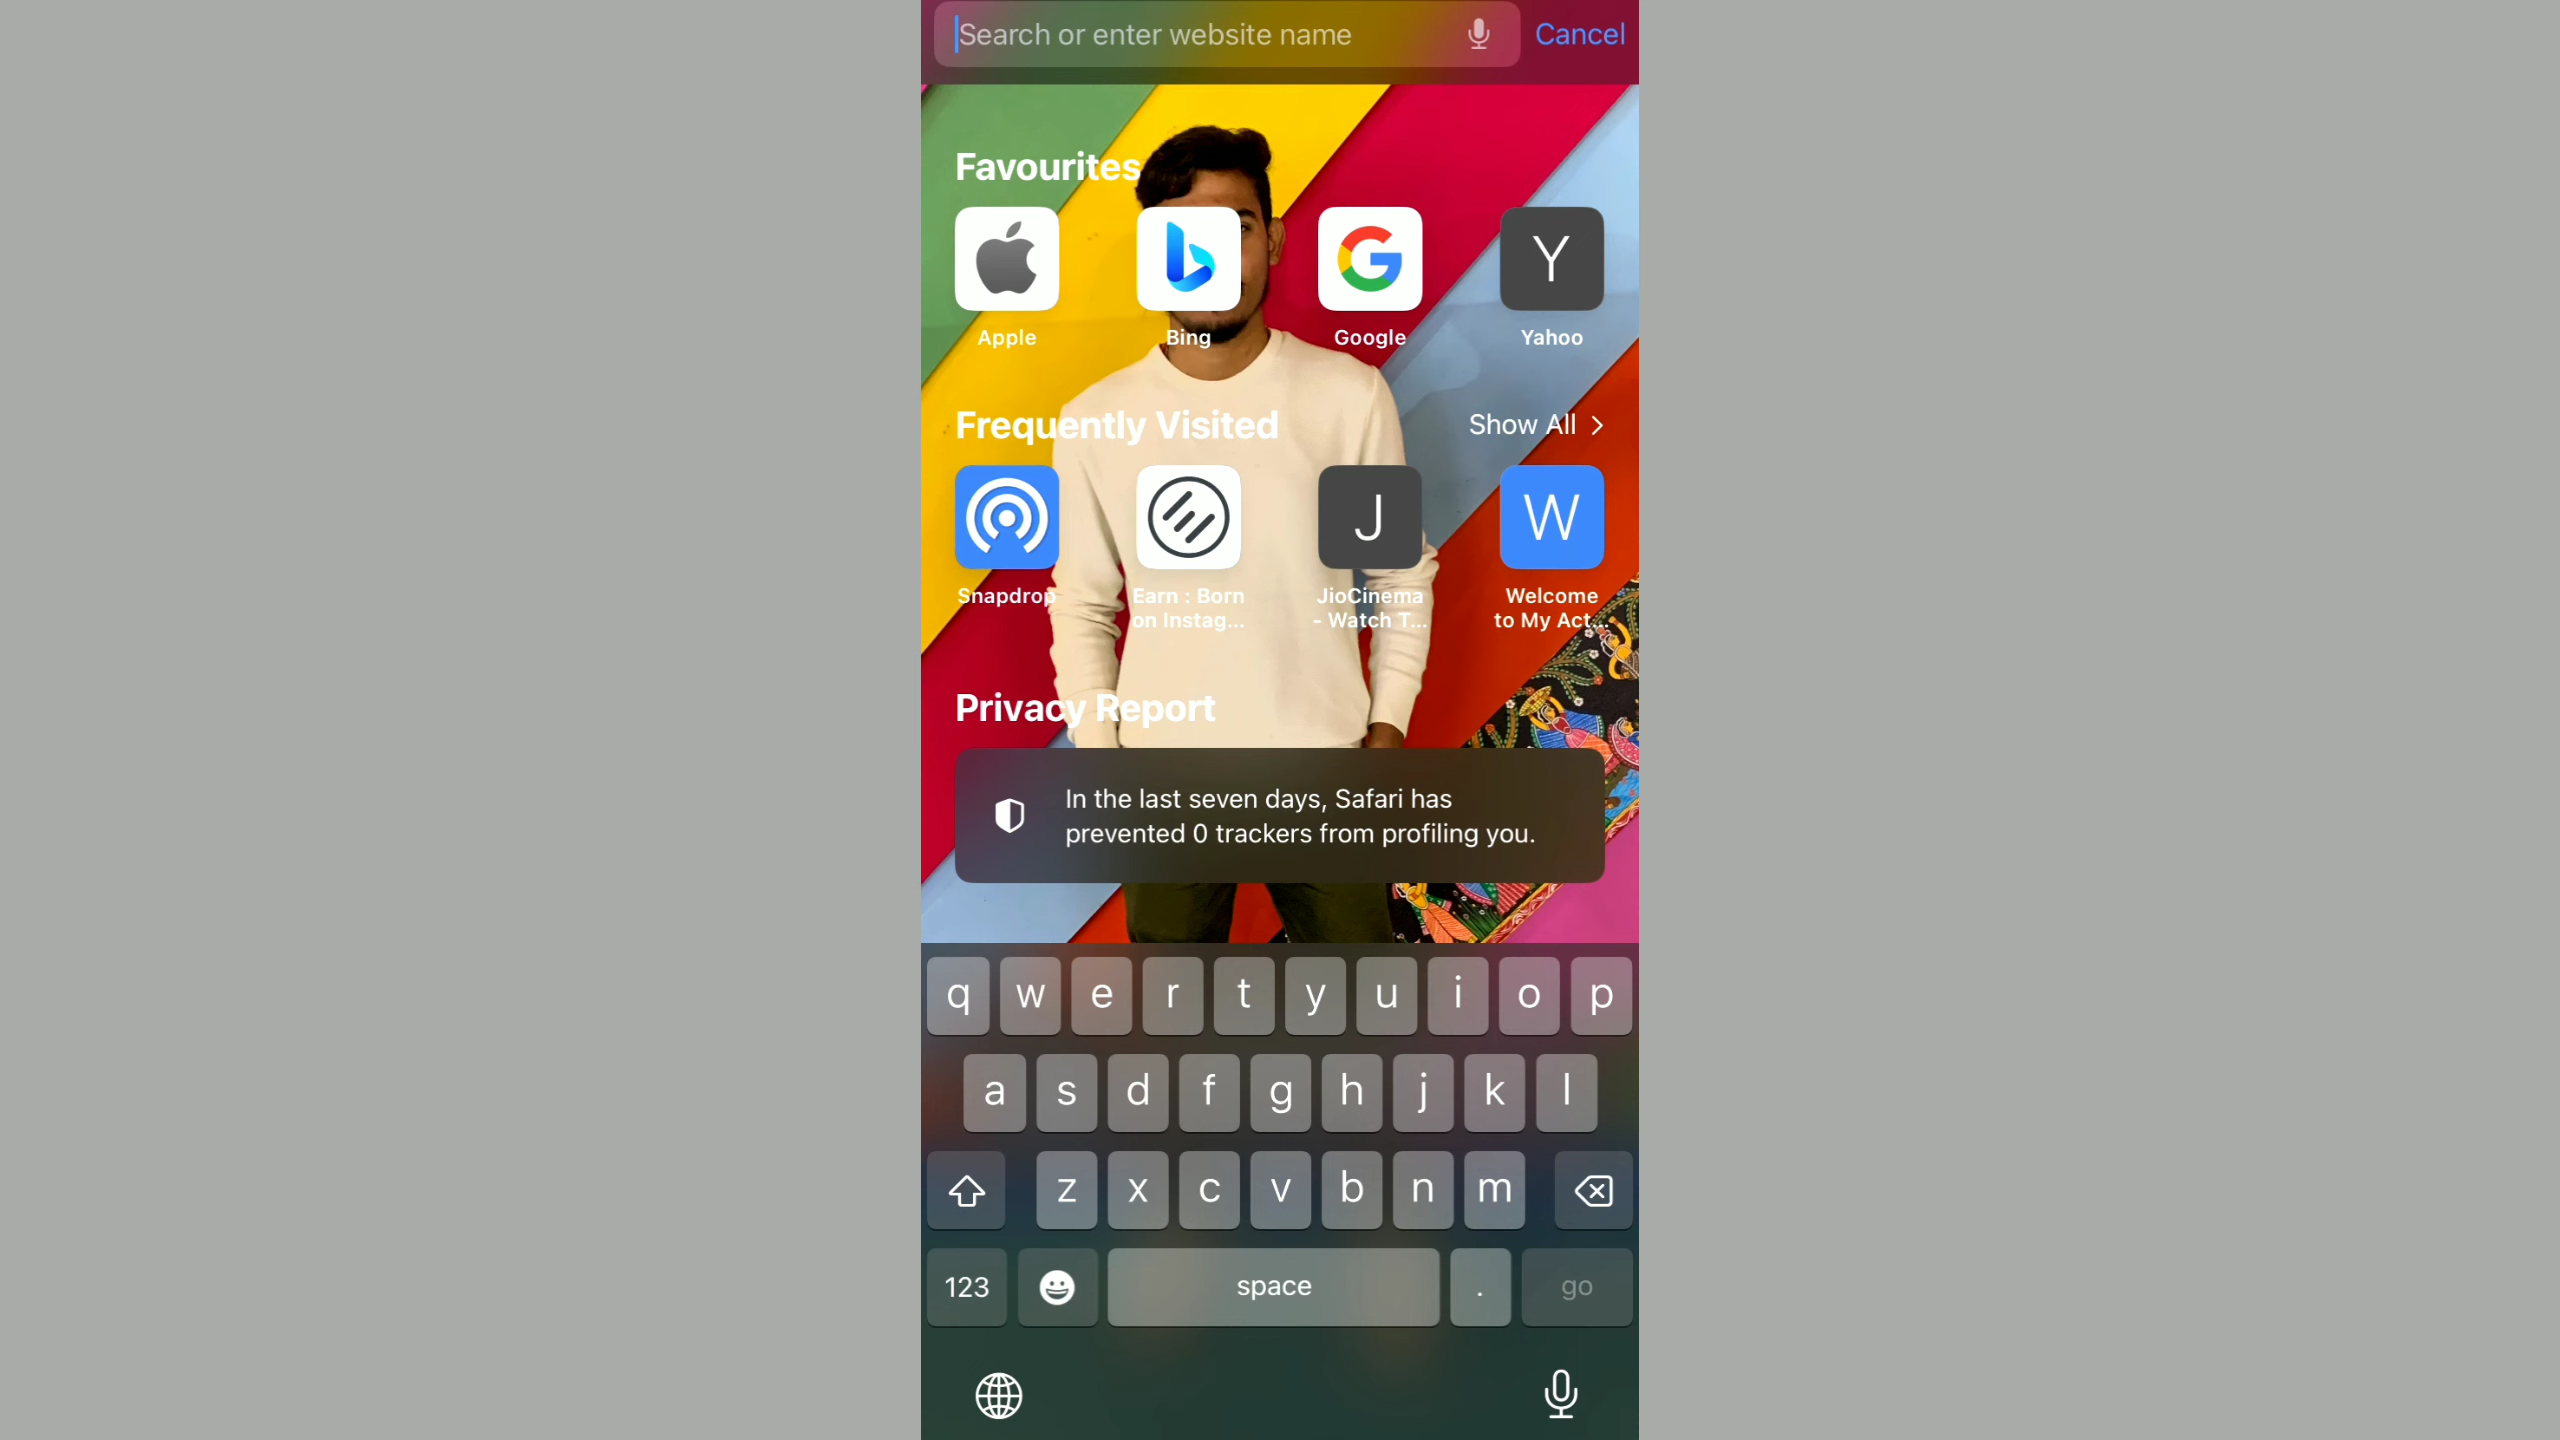 Search or enter website name
Cancel
Favourites
Apple
Bing
Google
Y
Yahoo
Frequently Visited
Show All
Snapdrop
Earn : Born
on Instag...
J
JioCinema
- Watch T...
W
Welcome
to My Act...
Privacy Report
In the last seven days, Safari has
prevented 0 trackers from profiling you.
q w e r t y u i o p
a s d f g h j k l
z x c v b n m
123 space . go